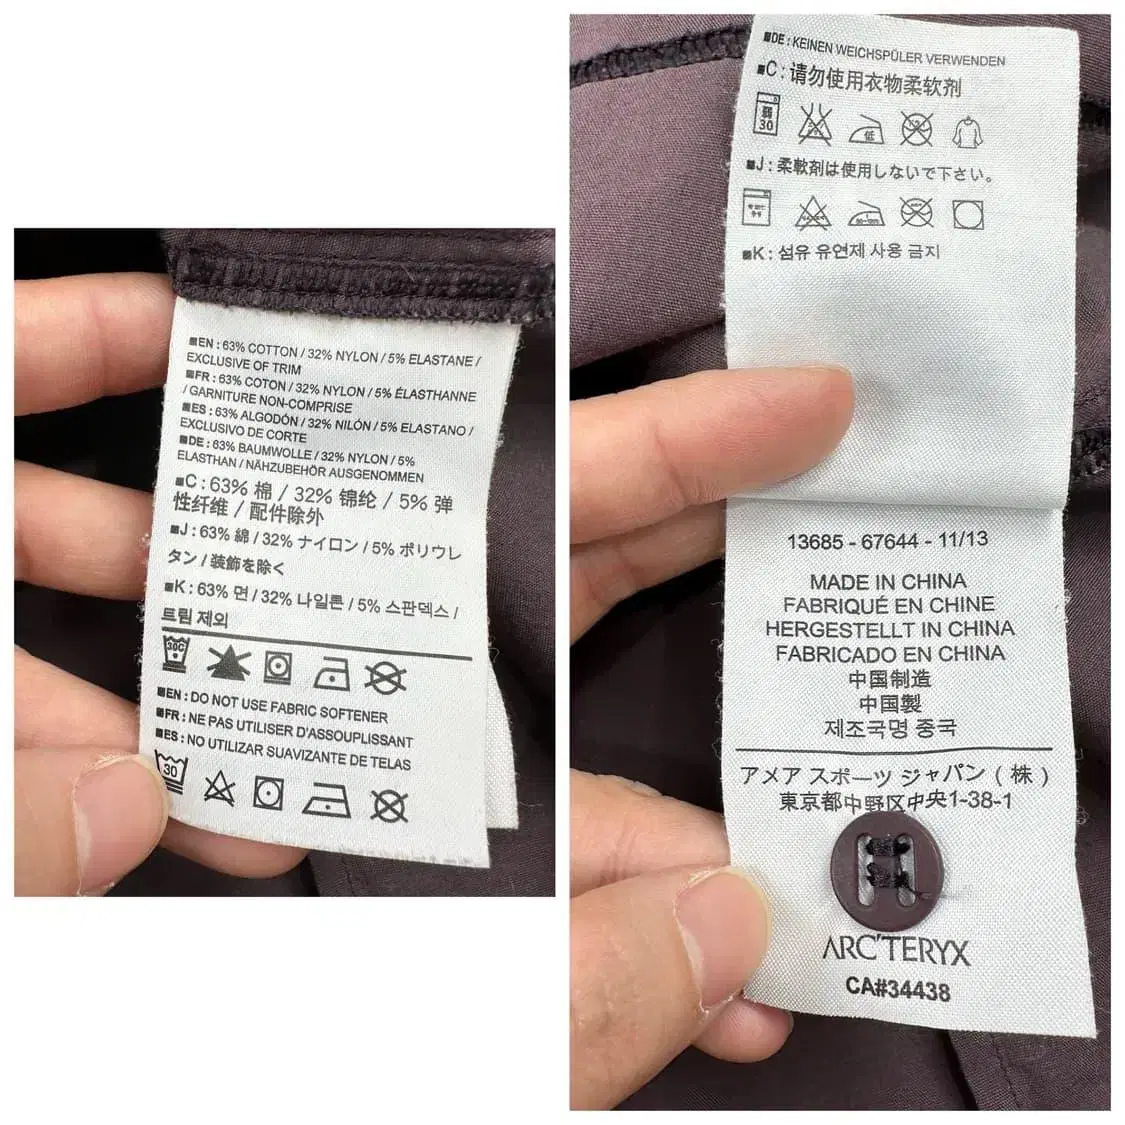 ■EN : 63% COTTON / 32% NYLON / 5% ELASTANE /
EXCLUSIVE OF TRIM
■FR : 63% COTON / 32% NYLON / 5% ÉLASTHANNE
/ GARNITURE NON-COMPRISE
■ES : 63% ALGODÓN / 32% NILÓN / 5% ELASTANO /
EXCLUSIVO DE CORTE
■DE : 63% BAUMWOLLE / 32% NYLON / 5%
ELASTHAN / NÄHZUBEHÖR AUSGENOMMEN
■C : 63% 棉 / 32% 锦纶 / 5% 弹
性纤维 / 配件除外
■J : 63% 綿 / 32% ナイロン / 5% ポリウレ
タン / 装飾を除く
■K : 63% 면 / 32% 나일론 / 5% 스판덱스 /
트림 제외
30C
■EN : DO NOT USE FABRIC SOFTENER
■FR : NE PAS UTILISER D'ASSOUPLISSANT
■ES : NO UTILIZAR SUAVIZANTE DE TELAS
30
■DE : KEINEN WEICHSPÜLER VERWENDEN
■C : 请勿使用衣物柔软剂
弱
30
低
■J : 柔軟剤は使用しないで下さい。
■K : 섬유 유연제 사용 금지
13685 - 67644 - 11/13
MADE IN CHINA
FABRIQUÉ EN CHINE
HERGESTELLT IN CHINA
FABRICADO EN CHINA
中国制造
中国製
제조국명 중국
アメア スポーツ ジャパン ( 株 )
東京都中野区中央1-38-1
ARC'TERYX
CA#34438